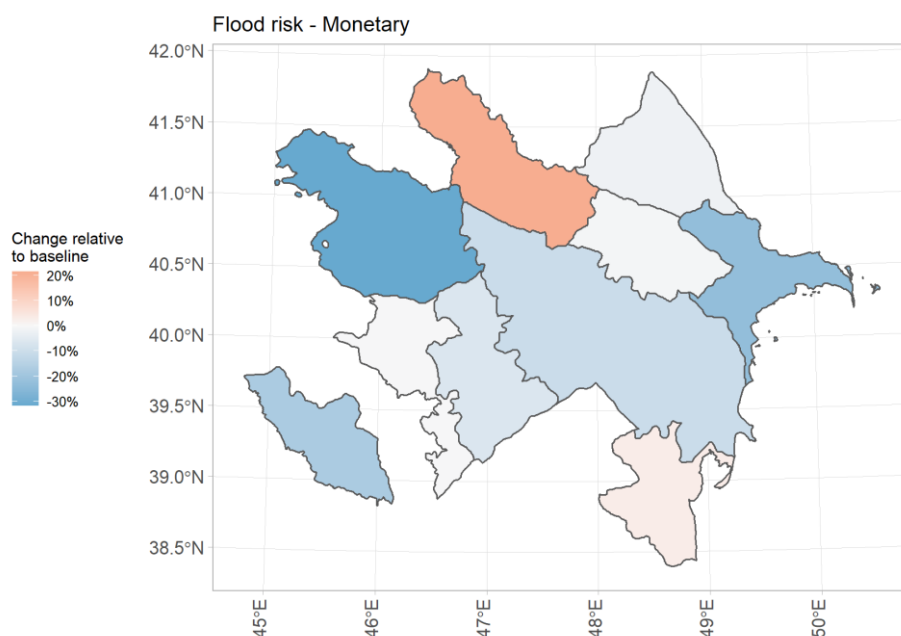 Flood risk - Monetary
42.0°N
41.5°N
41.0°N
40.5°N
40.0°N
39.5°N
39.0°N
38.5°N
Change relative
to baseline
20%
10%
0%
-10%
-20%
-30%
45°E
46°E
47°E
48°E
49°E
50°E